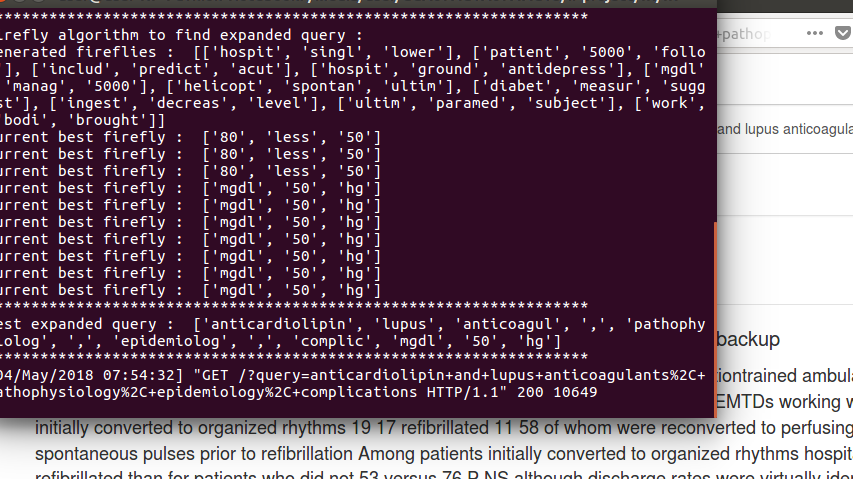 ****************************************************************
irefly algorithm to find expanded query :
enerated fireflies :  [['hospit', 'singl', 'lower'], ['patient', '5000', 'follo
'], ['includ', 'predict', 'acut'], ['hospit', 'ground', 'antidepress'], ['mgdl'
 'manag', '5000'], ['helicopt', 'spontan', 'ultim'], ['diabet', 'measur', 'sugg
st'], ['ingest', 'decreas', 'level'], ['ultim', 'paramed', 'subject'], ['work',
'bodi', 'brought']]
urrent best firefly :  ['80', 'less', '50']
urrent best firefly :  ['80', 'less', '50']
urrent best firefly :  ['80', 'less', '50']
urrent best firefly :  ['mgdl', '50', 'hg']
urrent best firefly :  ['mgdl', '50', 'hg']
urrent best firefly :  ['mgdl', '50', 'hg']
urrent best firefly :  ['mgdl', '50', 'hg']
urrent best firefly :  ['mgdl', '50', 'hg']
urrent best firefly :  ['mgdl', '50', 'hg']
urrent best firefly :  ['mgdl', '50', 'hg']
****************************************************************
est expanded query :  ['anticardiolipin', 'lupus', 'anticoagul', ',', 'pathophy
iolog', ',', 'epidemiolog', ',', 'complic', 'mgdl', '50', 'hg']
****************************************************************
04/May/2018 07:54:32] "GET /?query=anticardiolipin+and+lupus+anticoagulants%2C+
athophysiology%2C+epidemiology%2C+complications HTTP/1.1" 200 10649
+pathop
and lupus anticoagula
backup
tiontrained ambula
EMTDs working w
initially converted to organized rhythms 19 17 refibrillated 11 58 of whom were reconverted to perfusing
spontaneous pulses prior to refibrillation Among patients initially converted to organized rhythms hospit
refibrillated than for patients who did not 53 versus 76 P NS although discharge rates were virtually ide